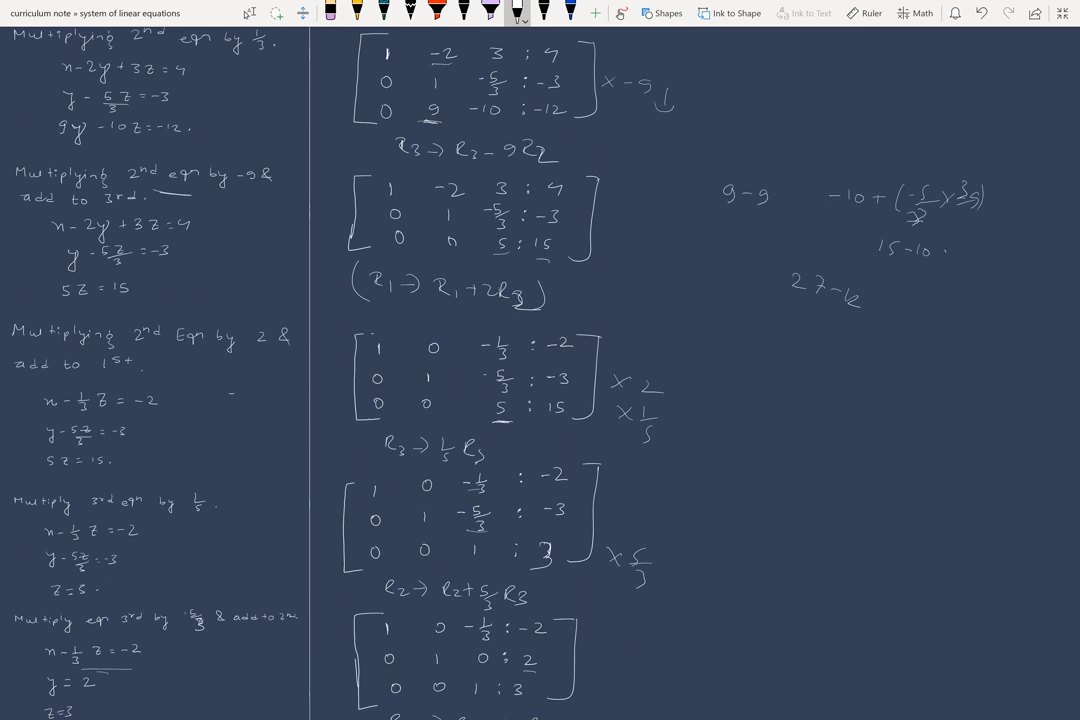 curriculum note » system of linear equations
Shapes
Ink to Shape
Ink to Text
Ruler
Math
Multiplying 2nd eqn by 1/3.
x-2y+3z=4
y-5z/3=-3
9y-10z=-12.
Multiplying 2nd eqn by -9 &
add to 3rd.
x-2y+3z=4
y-5z/3=-3
5z=15
Multiplying 2nd Eqn by 2 &
add to 1st.
x-1/3 z=-2
y-5z/3=-3
5z=15.
Multiply 3rd eqn by 1/5.
x-1/3 z=-2
y-5z/3=-3
z=3.
Multiply eqn 3rd by 5/3 & add to 2nd.
x-1/3 z=-2
y=2
z=3
1 -2 3 : 4
0 1 -5/3 : -3
0 9 -10 : -12
x-9↓
R3→R3-9R2
1 -2 3 : 4
0 1 -5/3 : -3
0 0 5 : 15
(R1→R1+2R2)
1 0 -1/3 : -2
0 1 -5/3 : -3
0 0 5 : 15
x2
x1/5
R3→1/5 R3
1 0 -1/3 : -2
0 1 -5/3 : -3
0 0 1 : 3
x5/3
R2→R2+5/3 R3
1 0 -1/3 : -2
0 1 0 : 2
0 0 1 : 3
9-9
-10+(-5/3x39)
15-10.
27-12